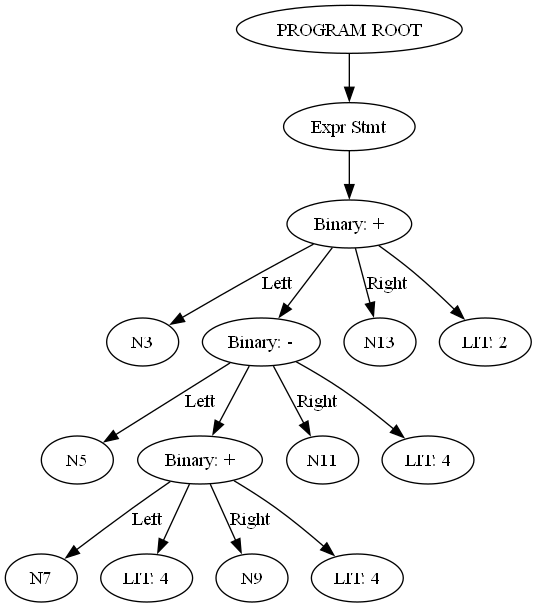 PROGRAM ROOT
Expr Stmt
Binary: +
Left
Right
N3
Binary: -
N13
LIT: 2
Left
Right
N5
Binary: +
N11
LIT: 4
Left
Right
N7
LIT: 4
N9
LIT: 4